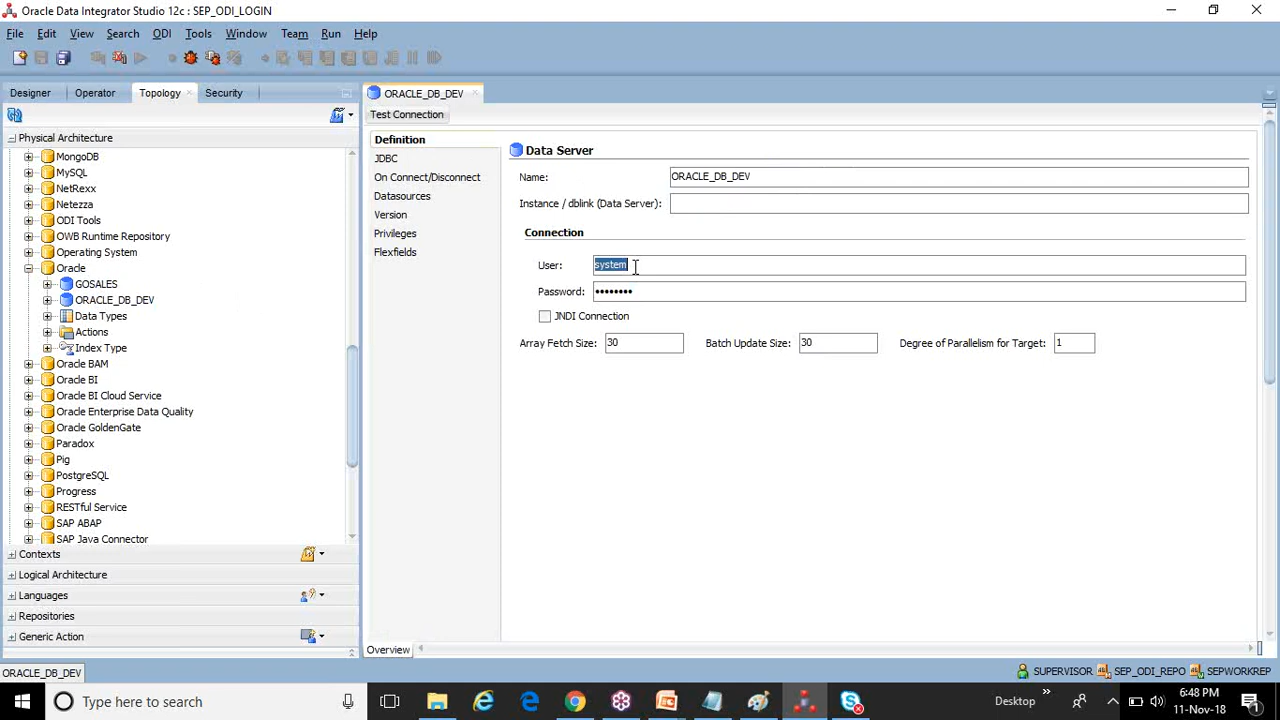 Oracle Data Integrator Studio 12c : SEP_ODI_LOGIN
File Edit View Search ODI Tools Window Team Run Help
Designer Operator Topology Security
Physical Architecture
MongoDB
MySQL
NetRexx
Netezza
ODI Tools
OWB Runtime Repository
Operating System
Oracle
GOSALES
ORACLE_DB_DEV
Data Types
Actions
Index Type
Oracle BAM
Oracle BI
Oracle BI Cloud Service
Oracle Enterprise Data Quality
Oracle GoldenGate
Paradox
Pig
PostgreSQL
Progress
RESTful Service
SAP ABAP
SAP Java Connector
Contexts
Logical Architecture
Languages
Repositories
Generic Action
ORACLE_DB_DEV
Test Connection
Definition
JDBC
On Connect/Disconnect
Datasources
Version
Privileges
Flexfields
Data Server
Name: ORACLE_DB_DEV
Instance / dblink (Data Server):
Connection
User: system
Password: ••••••••
JNDI Connection
Array Fetch Size: 30 Batch Update Size: 30 Degree of Parallelism for Target: 1
Overview
ORACLE_DB_DEV
SUPERVISOR SEP_ODI_REPO SEPWORKREP
Type here to search
Desktop
6:48 PM
11-Nov-18
1